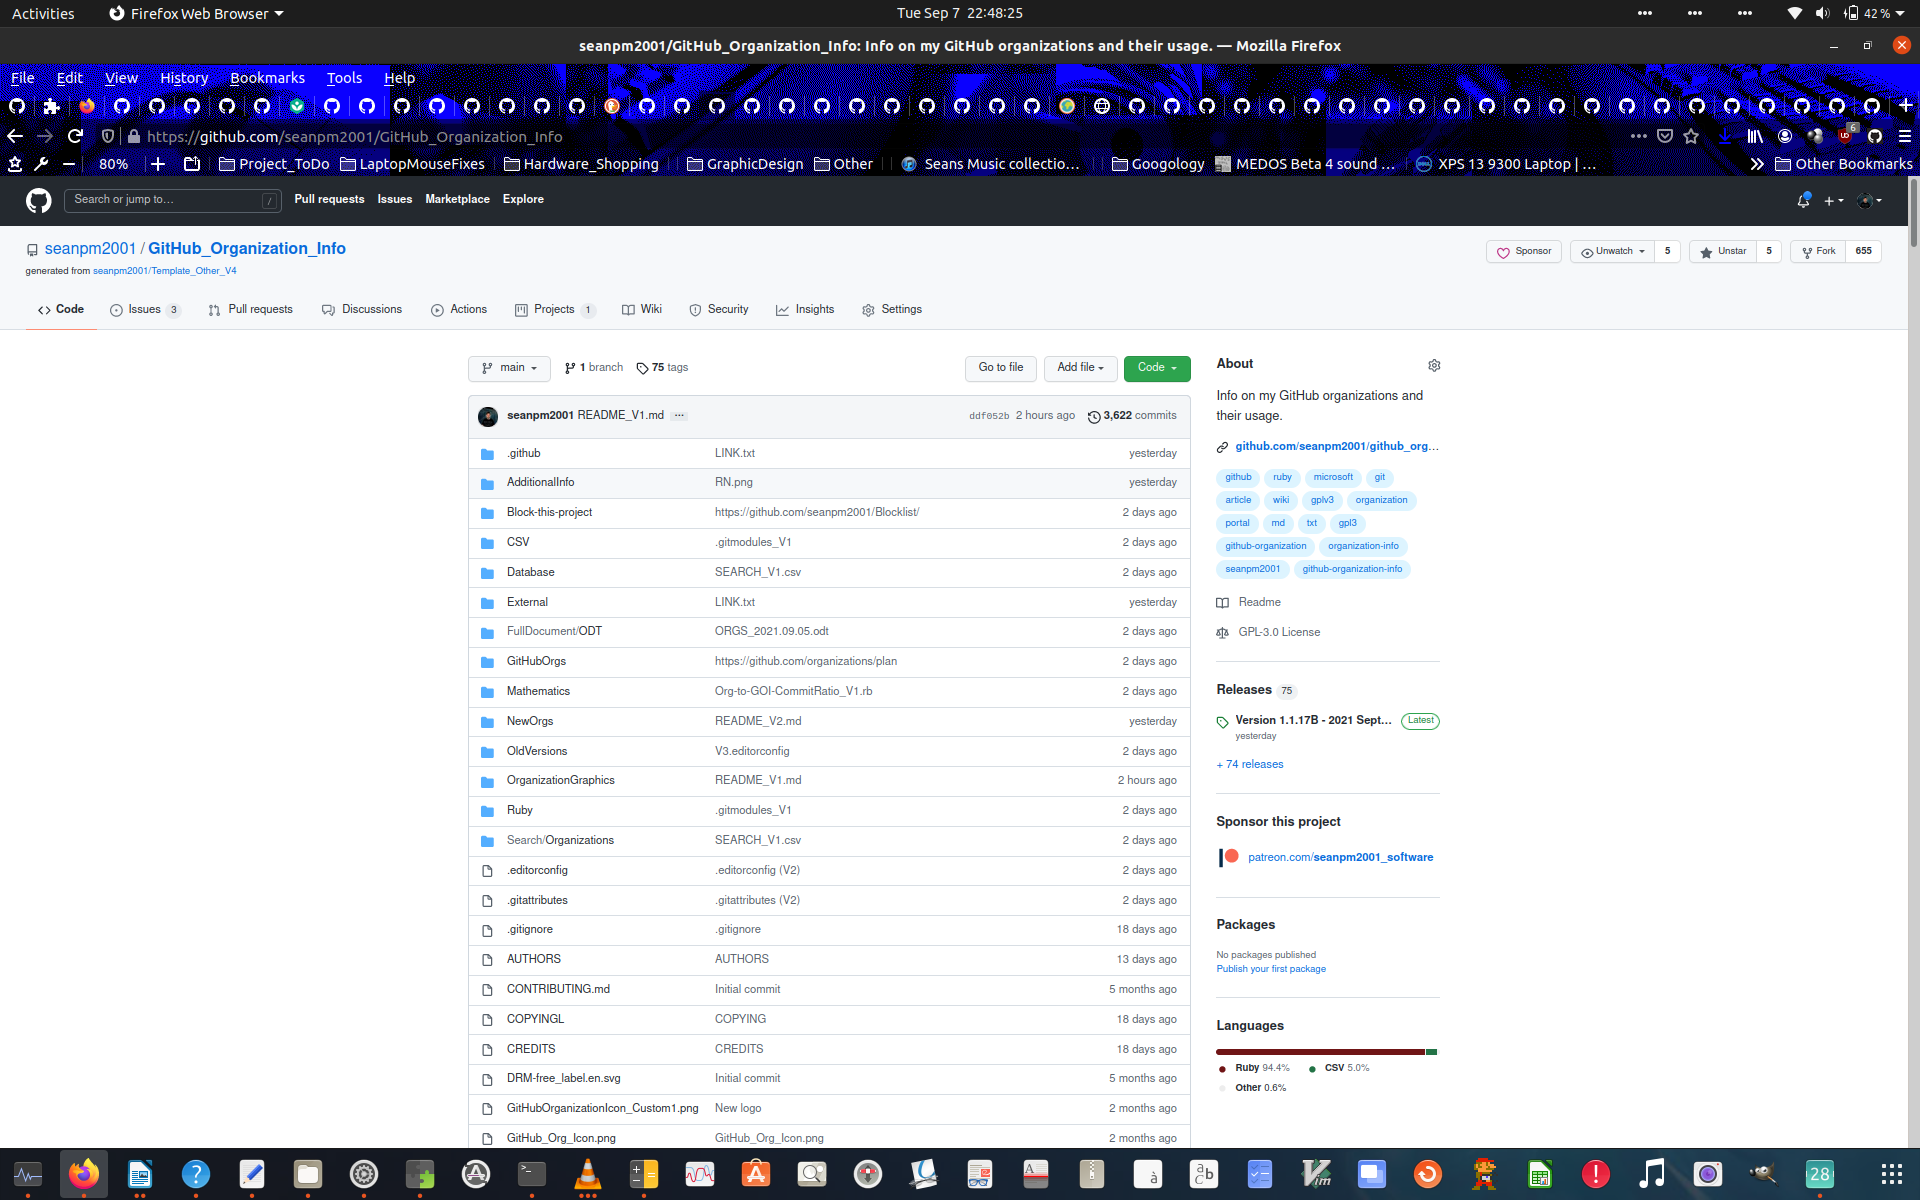 Activities Firefox Web Browser Tue Sep 7 22:48:25 42 %
seanpm2001/GitHub_Organization_Info: Info on my GitHub organizations and their usage. — Mozilla Firefox
File Edit View History Bookmarks Tools Help
https://github.com/seanpm2001/GitHub_Organization_Info 6
80% Project_ToDo LaptopMouseFixes Hardware_Shopping GraphicDesign Other Seans Music collectio… Googology MEDOS Beta 4 sound … XPS 13 9300 Laptop | … Other Bookmarks
Search or jump to… / Pull requests Issues Marketplace Explore
seanpm2001 / GitHub_Organization_Info Sponsor Unwatch 5 Unstar 5 Fork 655
generated from seanpm2001/Template_Other_V4
Code Issues 3 Pull requests Discussions Actions Projects 1 Wiki Security Insights Settings
main 1 branch 75 tags Go to file Add file Code
seanpm2001 README_V1.md ... ddf052b 2 hours ago 3,622 commits
.github LINK.txt yesterday
AdditionalInfo RN.png yesterday
Block-this-project https://github.com/seanpm2001/Blocklist/ 2 days ago
CSV .gitmodules_V1 2 days ago
Database SEARCH_V1.csv 2 days ago
External LINK.txt yesterday
FullDocument/ODT ORGS_2021.09.05.odt 2 days ago
GitHubOrgs https://github.com/organizations/plan 2 days ago
Mathematics Org-to-GOI-CommitRatio_V1.rb 2 days ago
NewOrgs README_V2.md yesterday
OldVersions V3.editorconfig 2 days ago
OrganizationGraphics README_V1.md 2 hours ago
Ruby .gitmodules_V1 2 days ago
Search/Organizations SEARCH_V1.csv 2 days ago
.editorconfig .editorconfig (V2) 2 days ago
.gitattributes .gitattributes (V2) 2 days ago
.gitignore .gitignore 18 days ago
AUTHORS AUTHORS 13 days ago
CONTRIBUTING.md Initial commit 5 months ago
COPYINGL COPYING 18 days ago
CREDITS CREDITS 18 days ago
DRM-free_label.en.svg Initial commit 5 months ago
GitHubOrganizationIcon_Custom1.png New logo 2 months ago
GitHub_Org_Icon.png GitHub_Org_Icon.png 2 months ago
About
Info on my GitHub organizations and
their usage.
github.com/seanpm2001/github_org…
github ruby microsoft git
article wiki gplv3 organization
portal md txt gpl3
github-organization organization-info
seanpm2001 github-organization-info
Readme
GPL-3.0 License
Releases 75
Version 1.1.17B - 2021 Sept… Latest
yesterday
+ 74 releases
Sponsor this project
patreon.com/seanpm2001_software
Packages
No packages published
Publish your first package
Languages
Ruby 94.4% CSV 5.0%
Other 0.6%
28